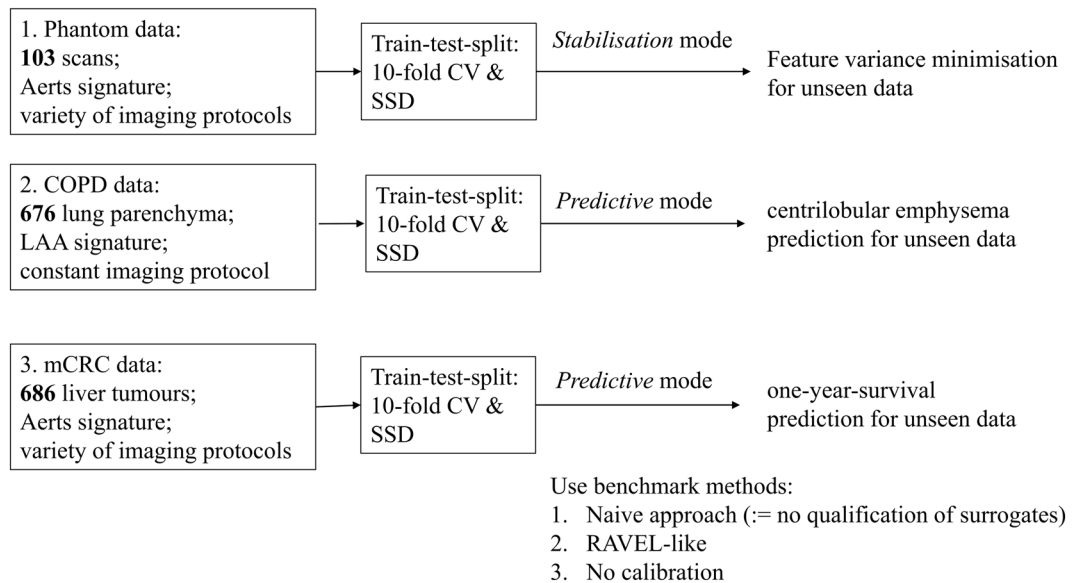 1. Phantom data:
103 scans;
Aerts signature;
variety of imaging protocols
Train-test-split:
10-fold CV &
SSD
Stabilisation mode
Feature variance minimisation
for unseen data
2. COPD data:
676 lung parenchyma;
LAA signature;
constant imaging protocol
Train-test-split:
10-fold CV &
SSD
Predictive mode
centrilobular emphysema
prediction for unseen data
3. mCRC data:
686 liver tumours;
Aerts signature;
variety of imaging protocols
Train-test-split:
10-fold CV &
SSD
Predictive mode
one-year-survival
prediction for unseen data
Use benchmark methods:
1. Naive approach (:= no qualification of surrogates)
2. RAVEL-like
3. No calibration